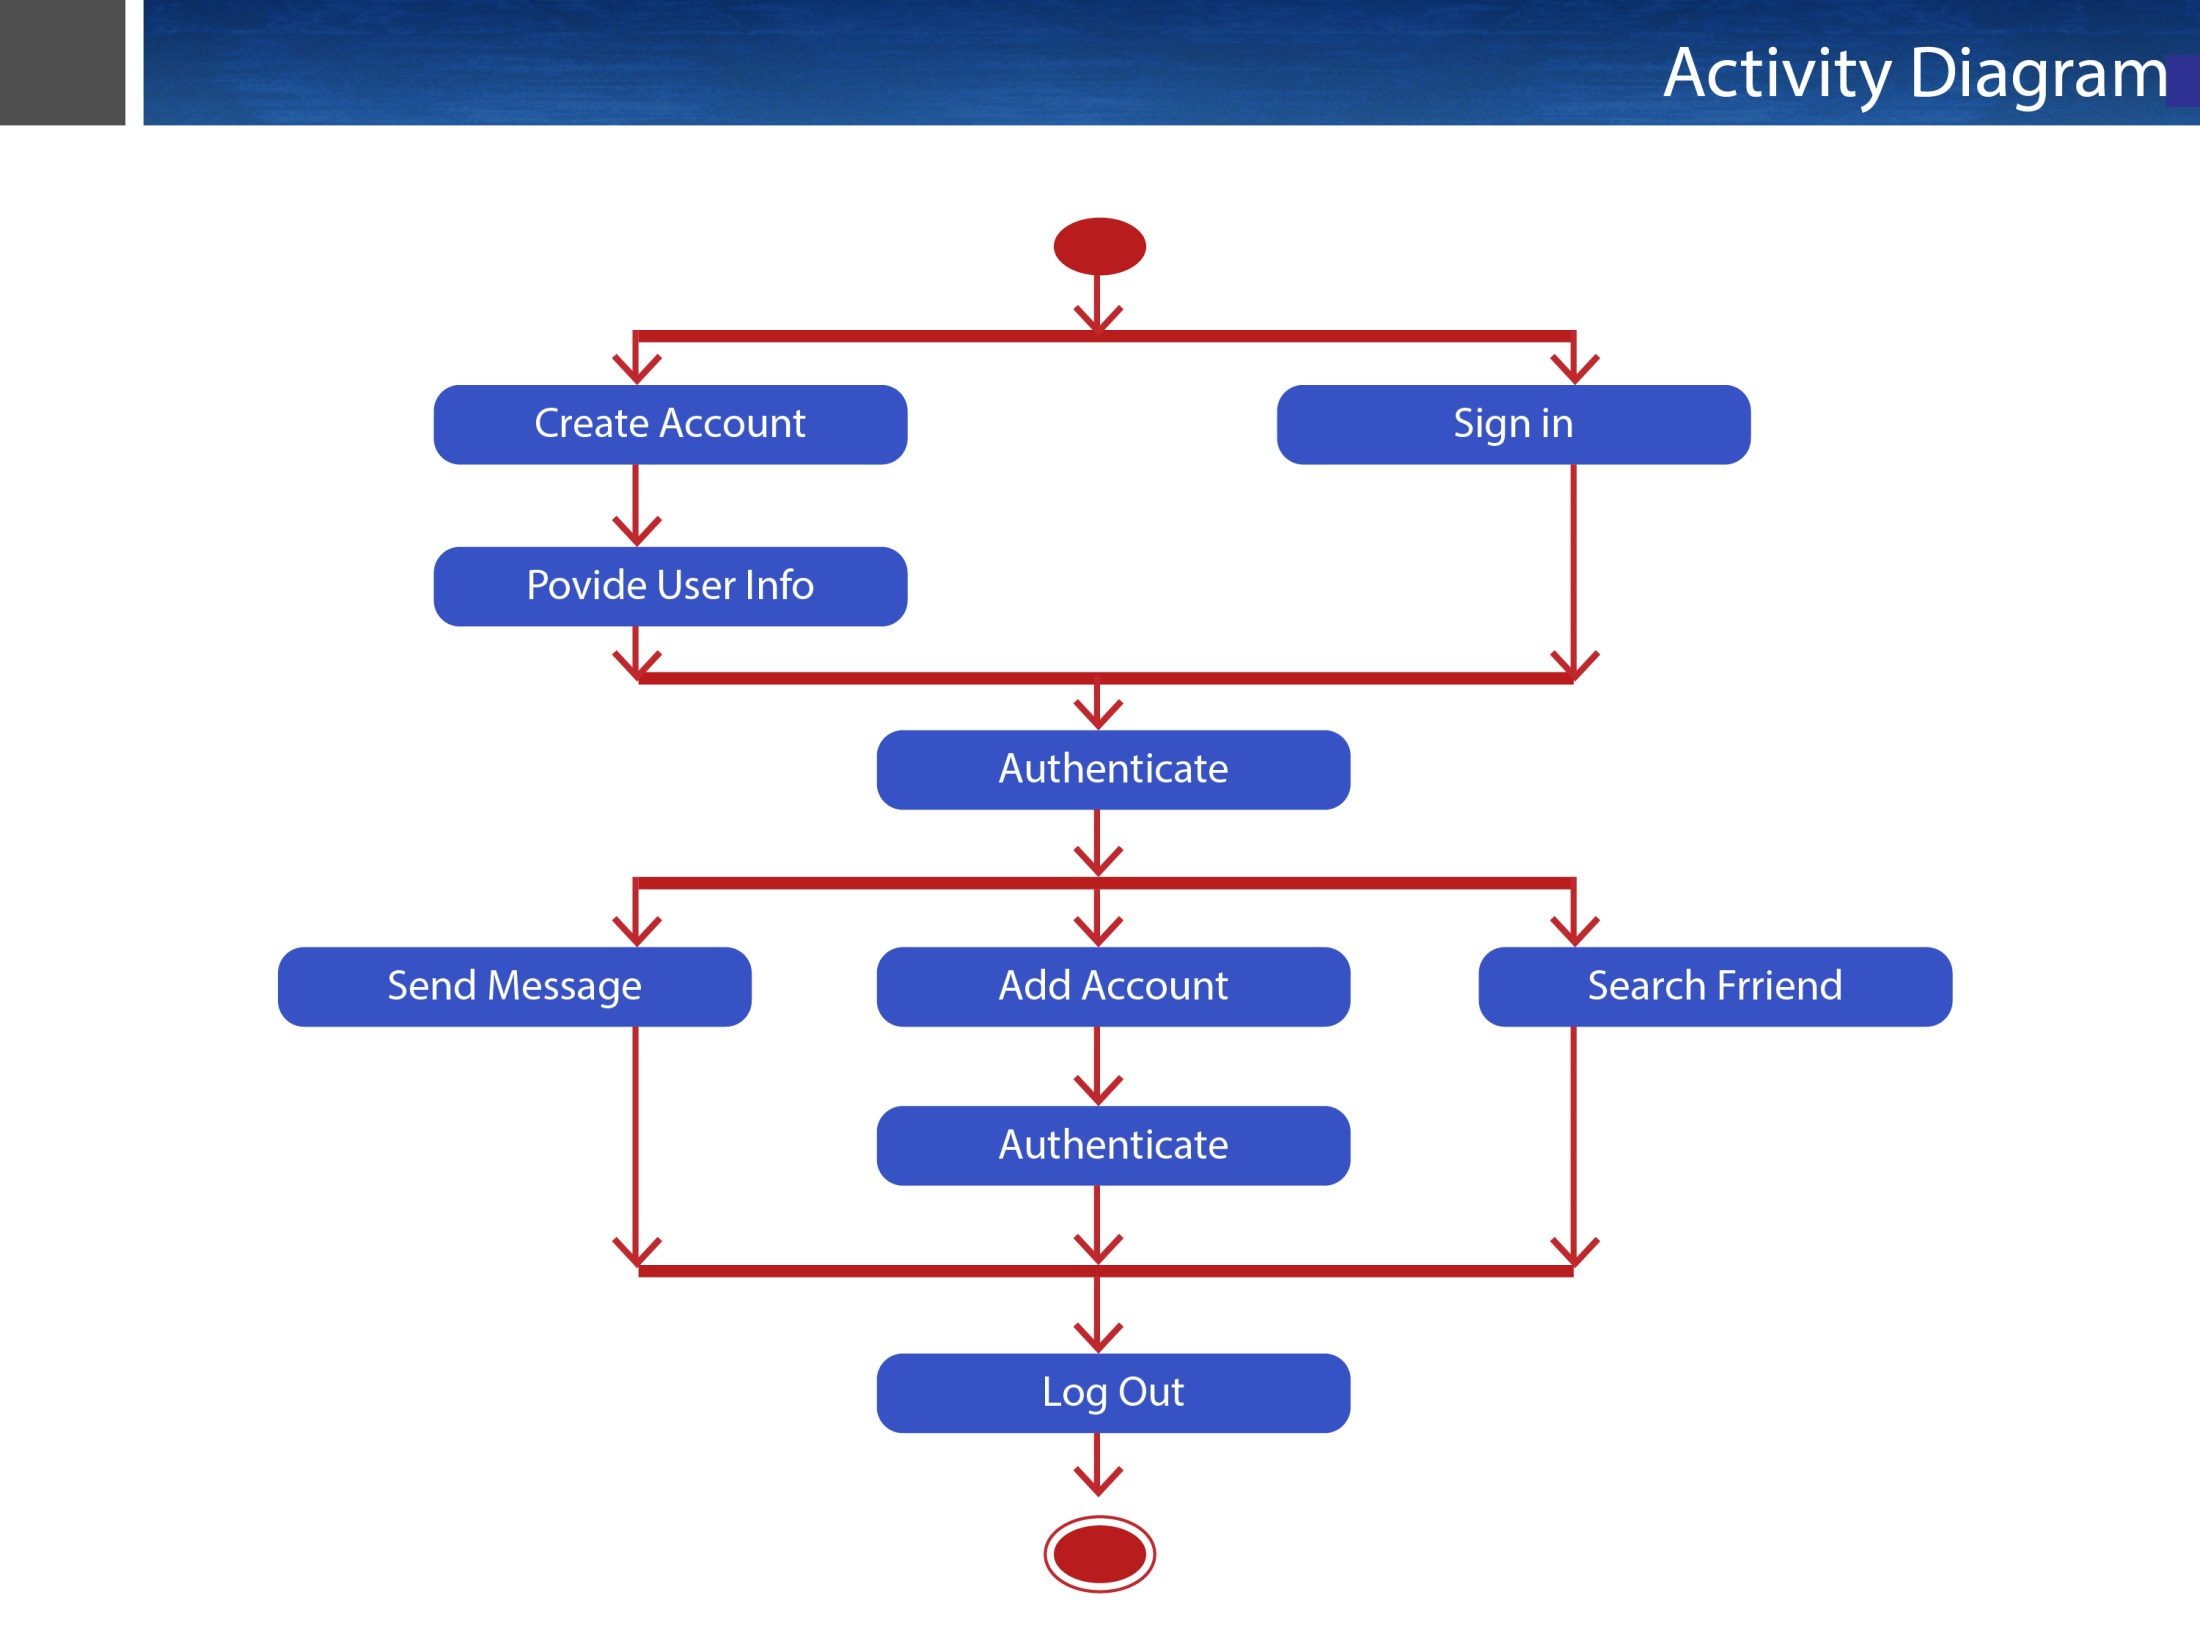 Activity Diagram
Create Account
Sign in
Povide User Info
Authenticate
Send Message
Add Account
Search Frriend
Authenticate
Log Out